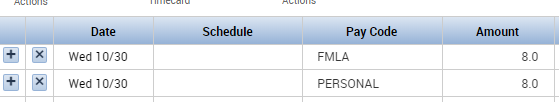 Actions Timecard Actions
Date Schedule Pay Code Amount
Wed 10/30 FMLA 8.0
Wed 10/30 PERSONAL 8.0